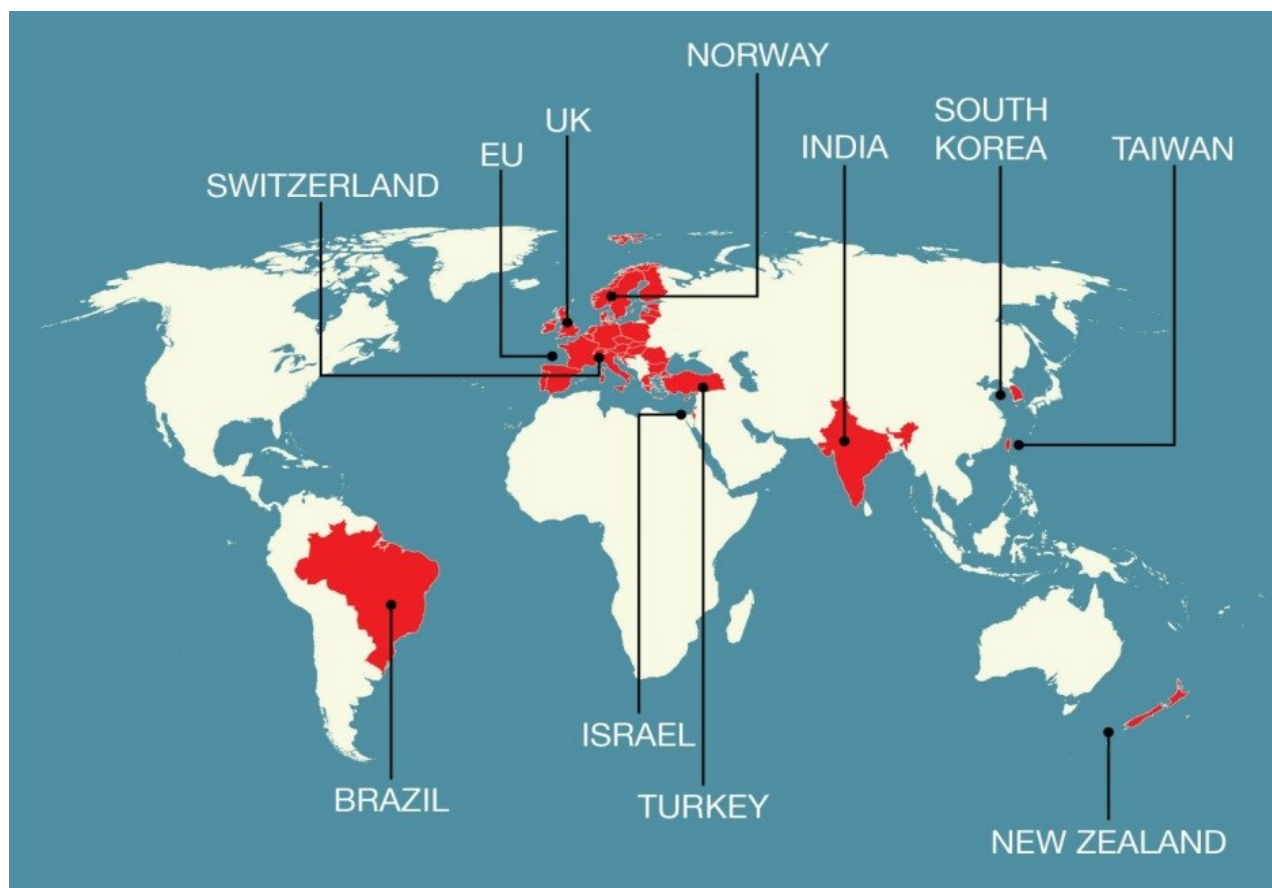 NORWAY
UK
EU
SWITZERLAND
INDIA
SOUTH
KOREA
TAIWAN
ISRAEL
BRAZIL
TURKEY
NEW ZEALAND